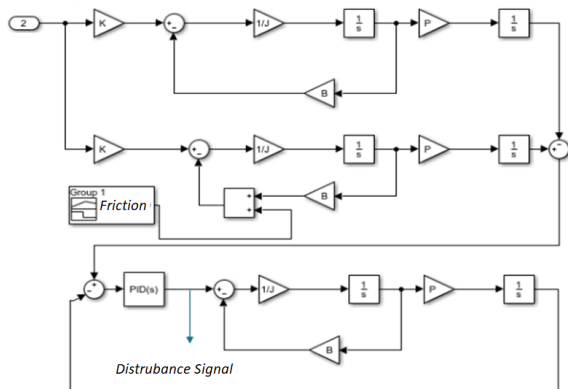 2
K
+
−
1/J
1
s
P
1
s
B
K
+
−
1/J
1
s
P
1
s
−
+
Group 1
Friction
+
+
B
−
+
PID(s)
+
−
1/J
1
s
P
1
s
B
Distrubance Signal